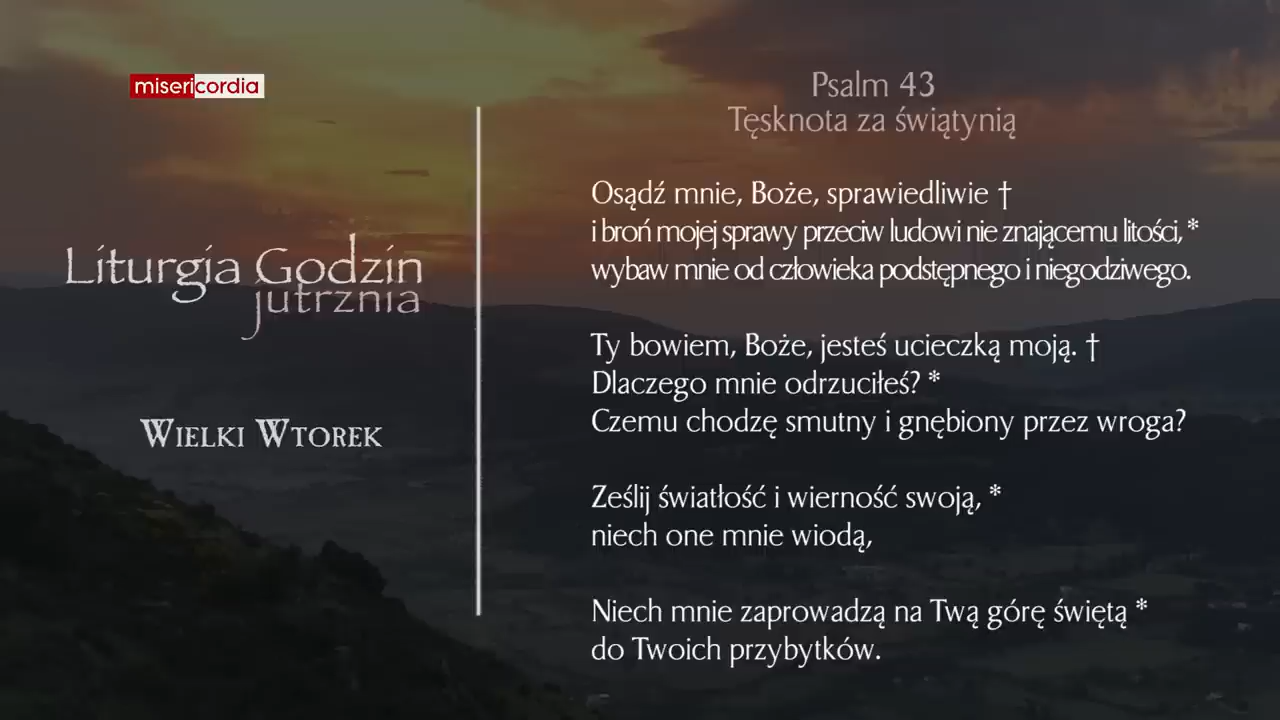 misericordia
Liturgia Godzin
jutrznia
Wielki Wtorek
Psalm 43
Tęsknota za świątynią
Osądź mnie, Boże, sprawiedliwie †
i broń mojej sprawy przeciw ludowi nie znającemu litości, *
wybaw mnie od człowieka podstępnego i niegodziwego.
Ty bowiem, Boże, jesteś ucieczką moją. †
Dlaczego mnie odrzuciłeś? *
Czemu chodzę smutny i gnębiony przez wroga?
Ześlij światłość i wierność swoją, *
niech one mnie wiodą,
Niech mnie zaprowadzą na Twą górę świętą *
do Twoich przybytków.